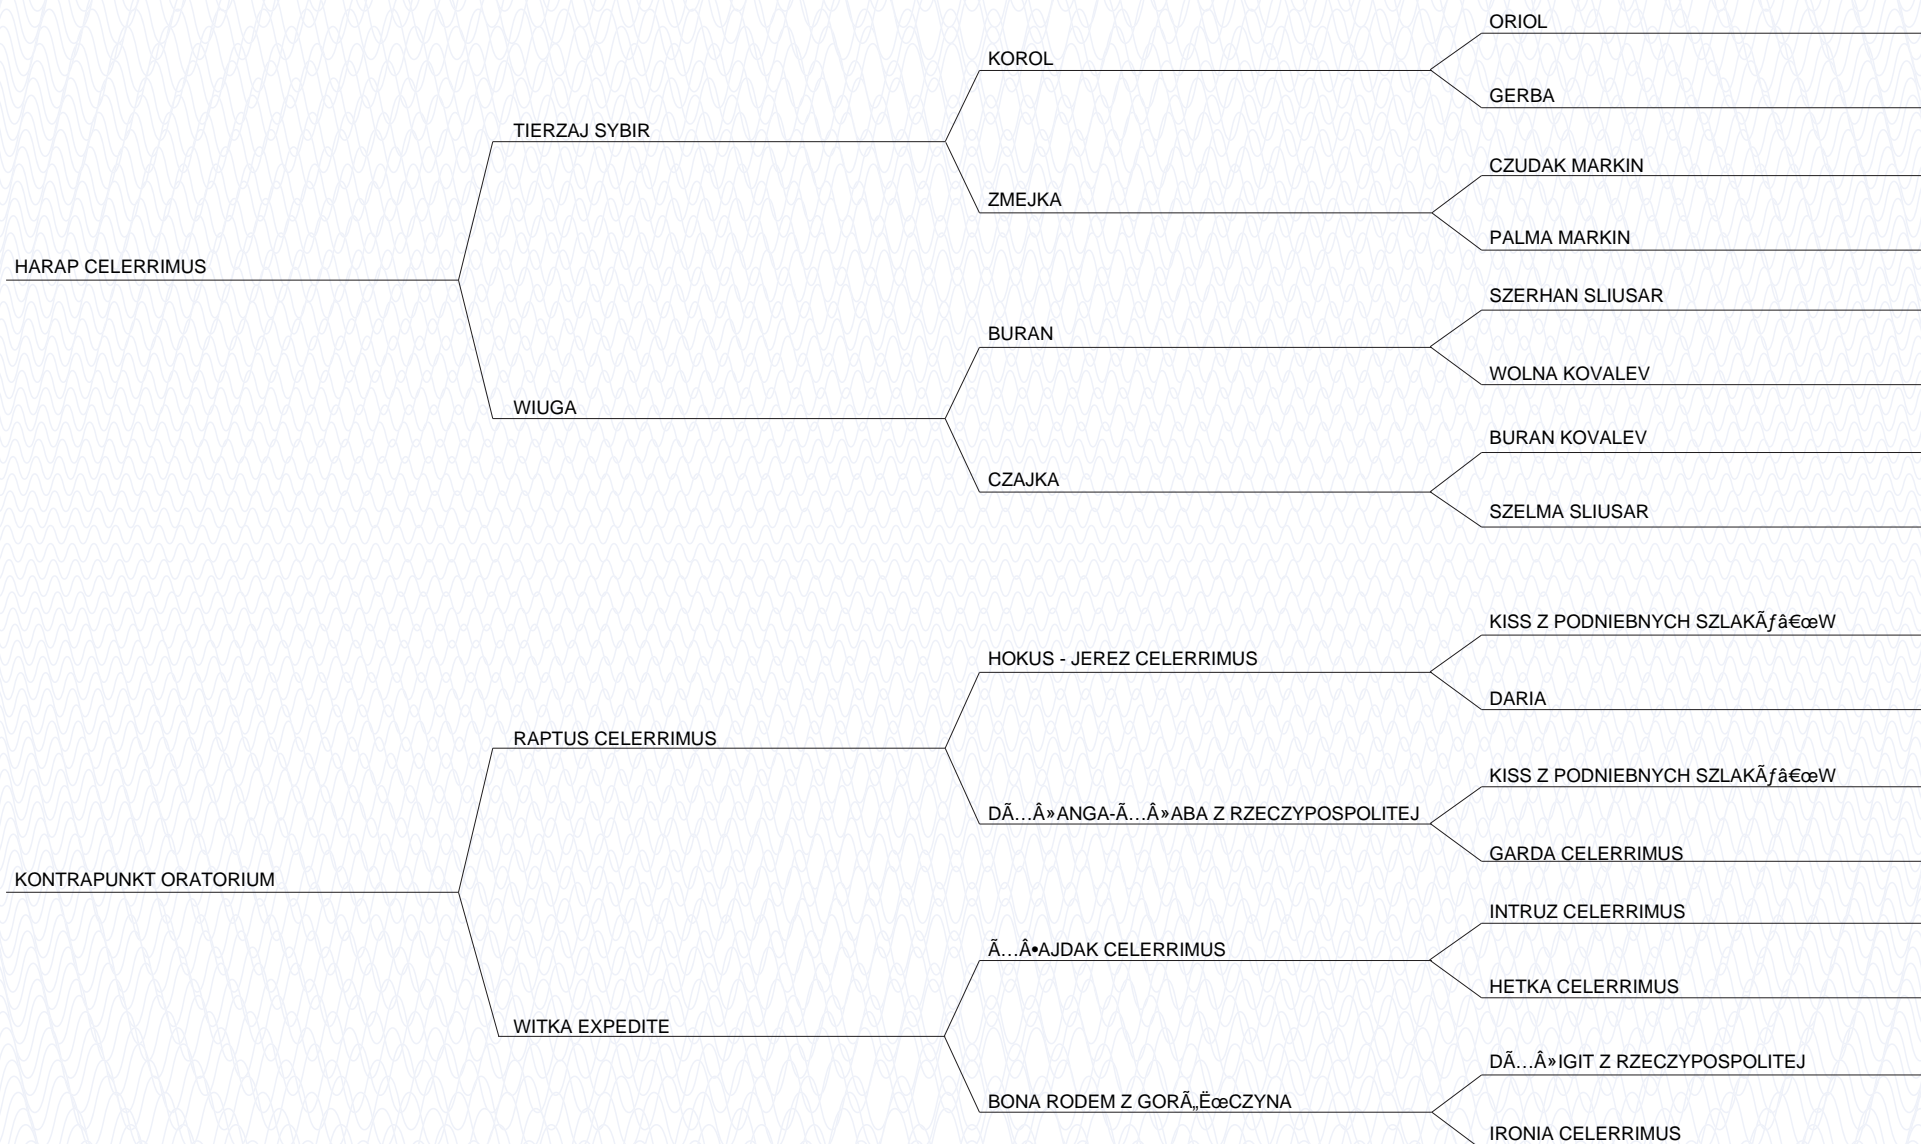 ORIOL
KOROL
GERBA
TIERZAJ SYBIR
CZUDAK MARKIN
ZMEJKA
PALMA MARKIN
HARAP CELERRIMUS
SZERHAN SLIUSAR
BURAN
WOLNA KOVALEV
WIUGA
BURAN KOVALEV
CZAJKA
SZELMA SLIUSAR
KISS Z PODNIEBNYCH SZLAKÃƒâ€œW
HOKUS - JEREZ CELERRIMUS
DARIA
RAPTUS CELERRIMUS
KISS Z PODNIEBNYCH SZLAKÃƒâ€œW
DÃ…Â»ANGA-Ã…Â»ABA Z RZECZYPOSPOLITEJ
GARDA CELERRIMUS
KONTRAPUNKT ORATORIUM
INTRUZ CELERRIMUS
Ã…Â•AJDAK CELERRIMUS
HETKA CELERRIMUS
WITKA EXPEDITE
DÃ…Â»IGIT Z RZECZYPOSPOLITEJ
BONA RODEM Z GORÃ„ËœCZYNA
IRONIA CELERRIMUS